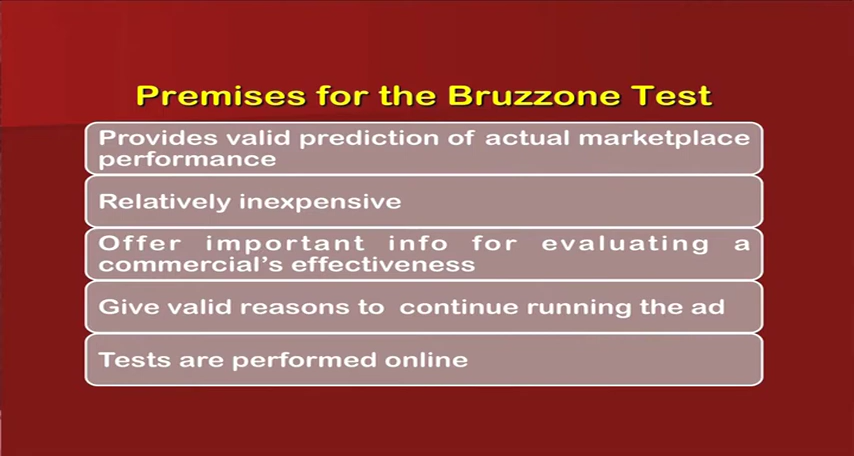 Premises for the Bruzzone Test
Provides valid prediction of actual marketplace
performance
Relatively inexpensive
Offer important info for evaluating a
commercial's effectiveness
Give valid reasons to continue running the ad
Tests are performed online